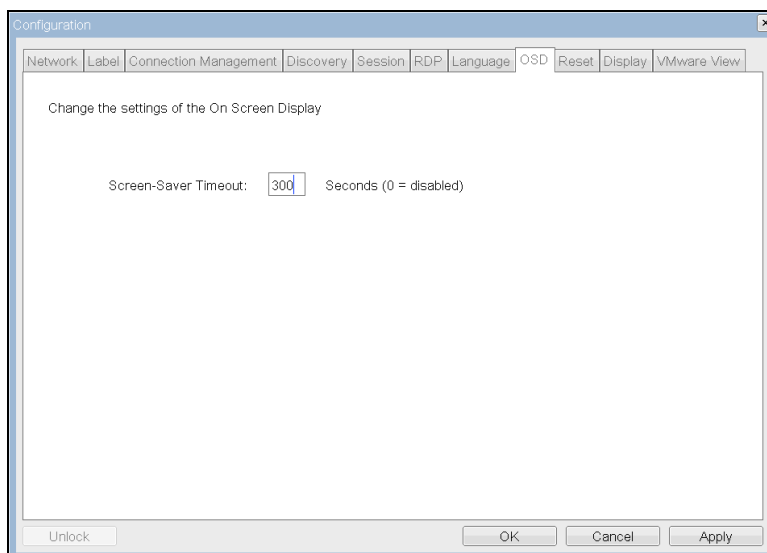 Configuration
Network Label Connection Management Discovery Session RDP Language OSD Reset Display VMware View
Change the settings of the On Screen Display
Screen-Saver Timeout: 300 Seconds (0 = disabled)
Unlock OK Cancel Apply